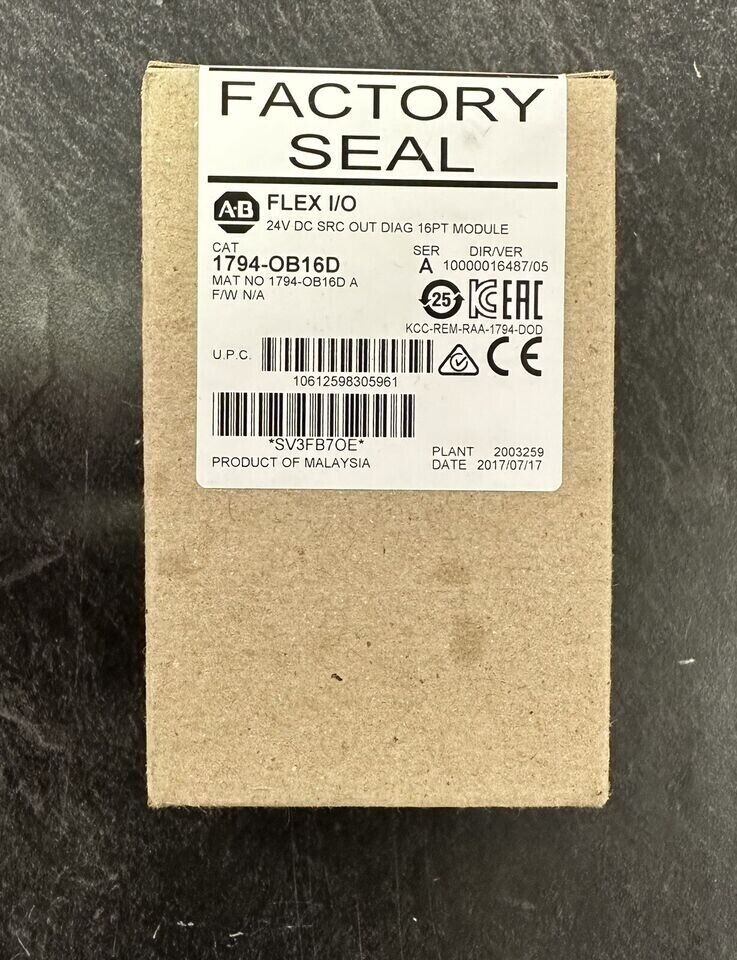 FACTORY
SEAL
A-B FLEX I/O
24V DC SRC OUT DIAG 16PT MODULE
CAT SER DIR/VER
1794-OB16D A 10000016487/05
MAT NO 1794-OB16D A
F/W N/A
25 KC EAC
KCC-REM-RAA-1794-DOD
U.P.C. CE
10612598305961
*SV3FB7OE*
PLANT 2003259
PRODUCT OF MALAYSIA DATE 2017/07/17